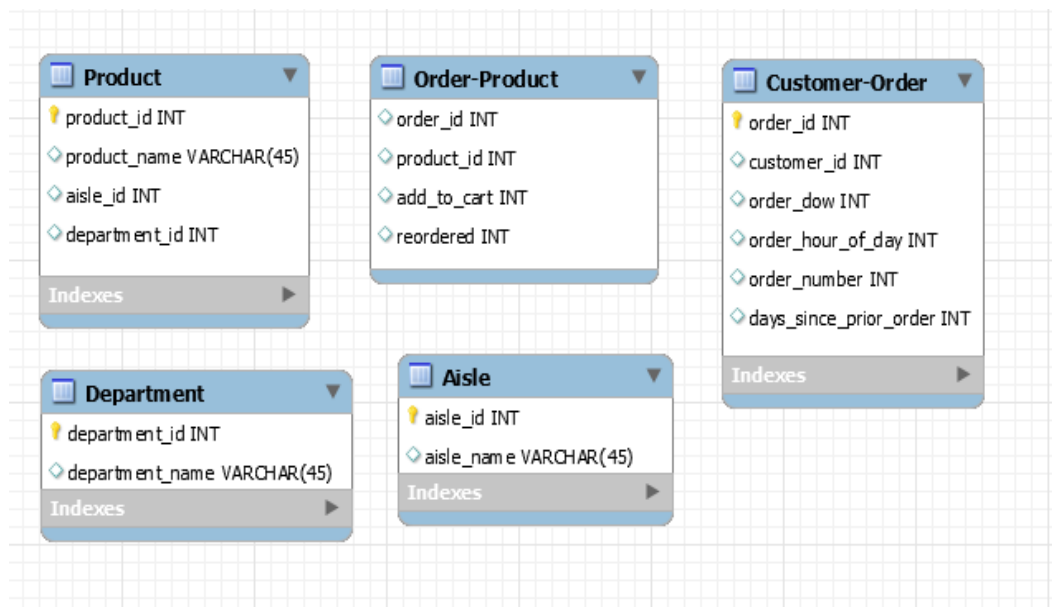 Product
product_id INT
product_name VARCHAR(45)
aisle_id INT
department_id INT
Indexes
Order-Product
order_id INT
product_id INT
add_to_cart INT
reordered INT
Customer-Order
order_id INT
customer_id INT
order_dow INT
order_hour_of_day INT
order_number INT
days_since_prior_order INT
Indexes
Department
department_id INT
department_name VARCHAR(45)
Indexes
Aisle
aisle_id INT
aisle_name VARCHAR(45)
Indexes